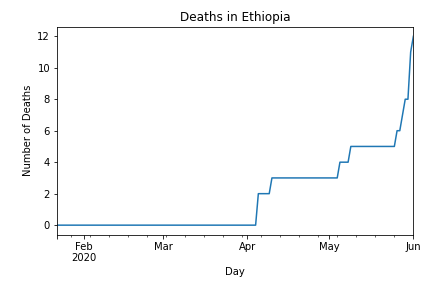 Deaths in Ethiopia
12
10
8
6
4
2
0
Number of Deaths
Feb
2020
Mar
Apr
May
Jun
Day